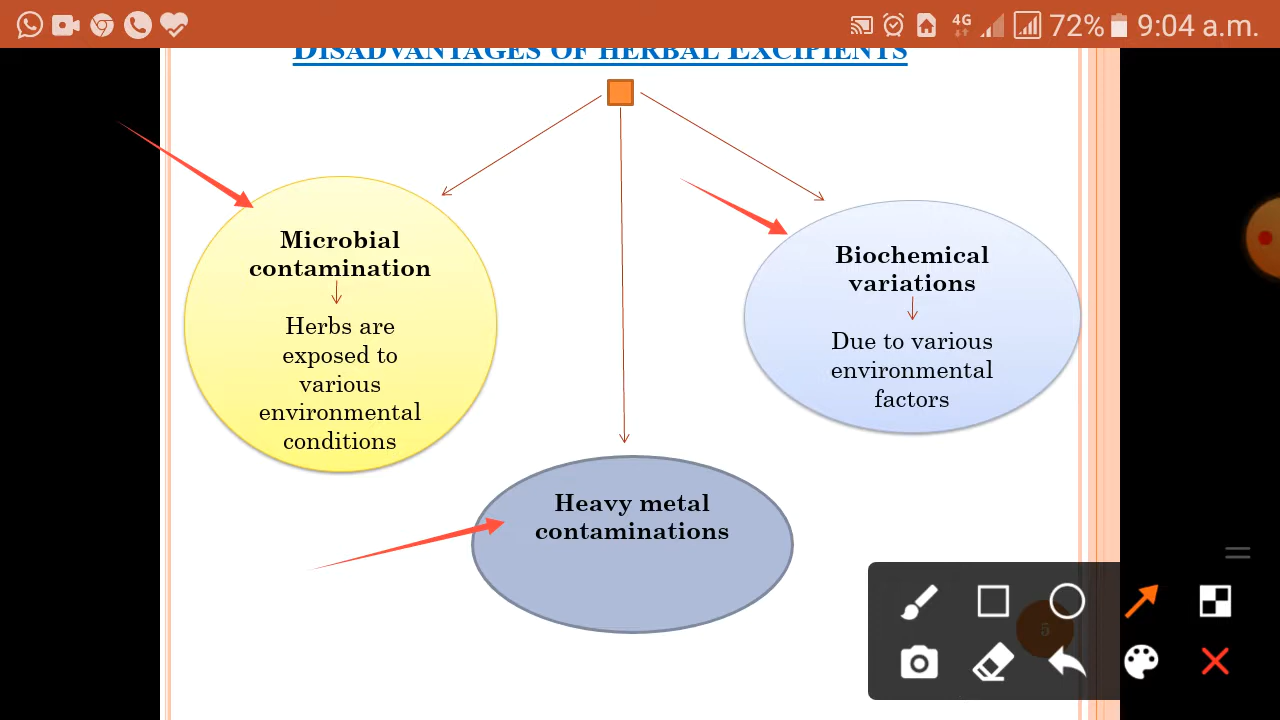 4G
72%
9:04 a.m.
DISADVANTAGES OF HERBAL EXCIPIENTS
Microbial
contamination
Herbs are
exposed to
various
environmental
conditions
Biochemical
variations
Due to various
environmental
factors
Heavy metal
contaminations
5